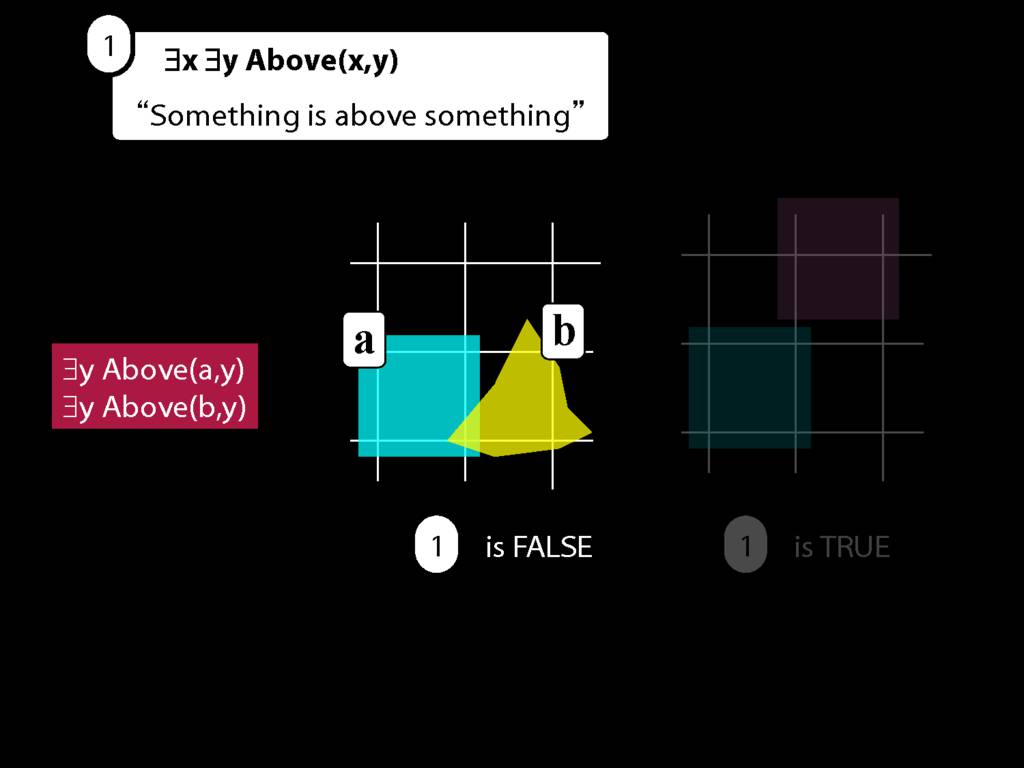 1
∃x ∃y Above(x,y)
“Something is above something”
a
b
∃y Above(a,y)
∃y Above(b,y)
1 is FALSE
1 is TRUE